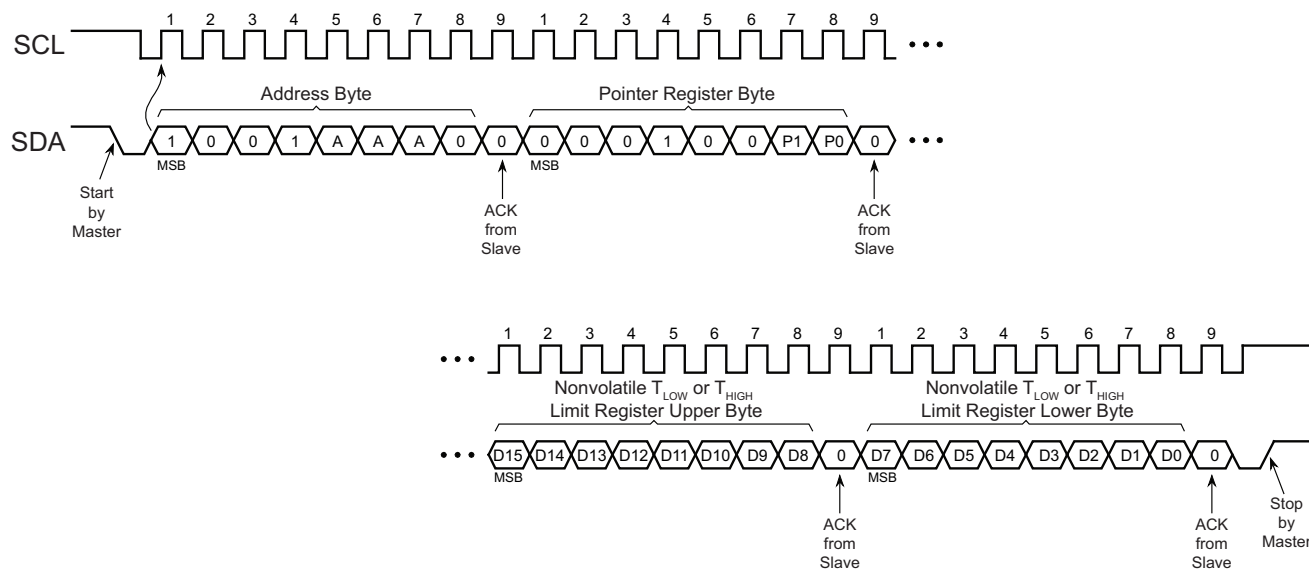 1 2 3 4 5 6 7 8 9 1 2 3 4 5 6 7 8 9
SCL
Address Byte Pointer Register Byte
SDA 1 0 0 1 A A A 0 0 0 0 0 1 0 0 P1 P0 0
MSB MSB
Start
by
Master
ACK
from
Slave
ACK
from
Slave
1 2 3 4 5 6 7 8 9 1 2 3 4 5 6 7 8 9
Nonvolatile TLOW or THIGH
Limit Register Upper Byte
Nonvolatile TLOW or THIGH
Limit Register Lower Byte
D15 D14 D13 D12 D11 D10 D9 D8 0 D7 D6 D5 D4 D3 D2 D1 D0 0
MSB MSB
ACK
from
Slave
ACK
from
Slave
Stop
by
Master